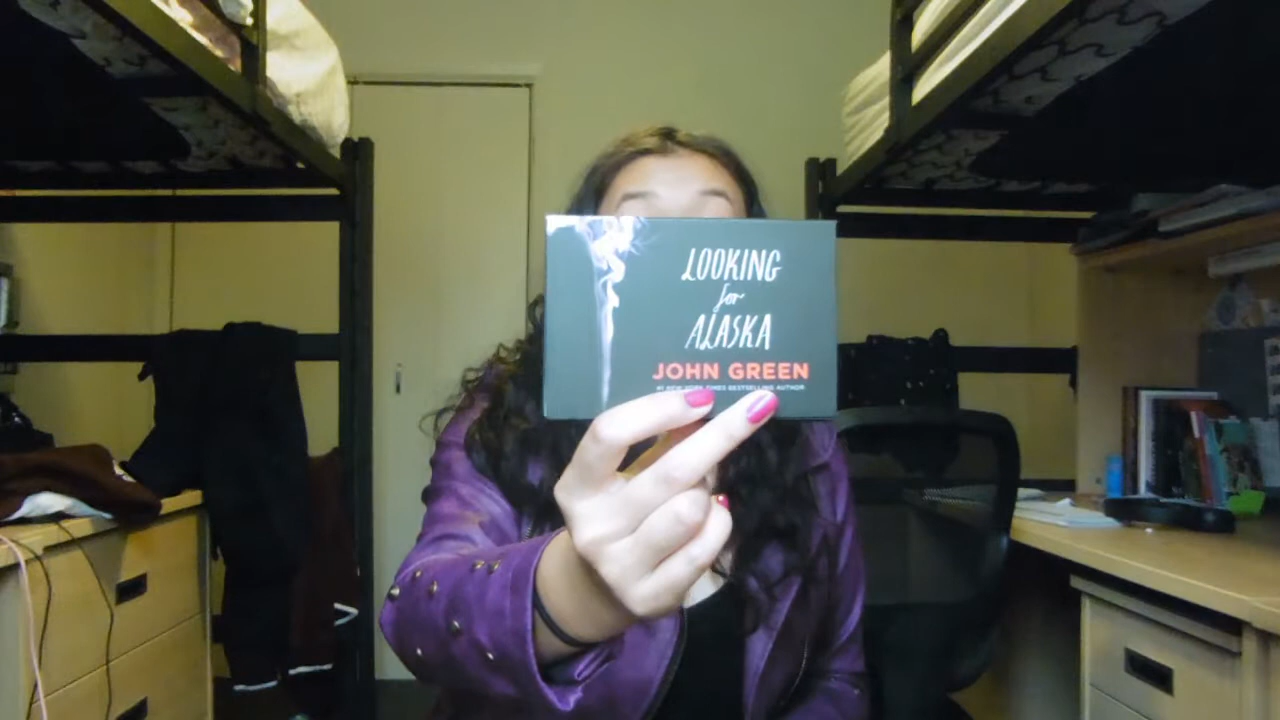 LOOKING
for
ALASKA
JOHN GREEN
#1 NEW YORK TIMES BESTSELLING AUTHOR